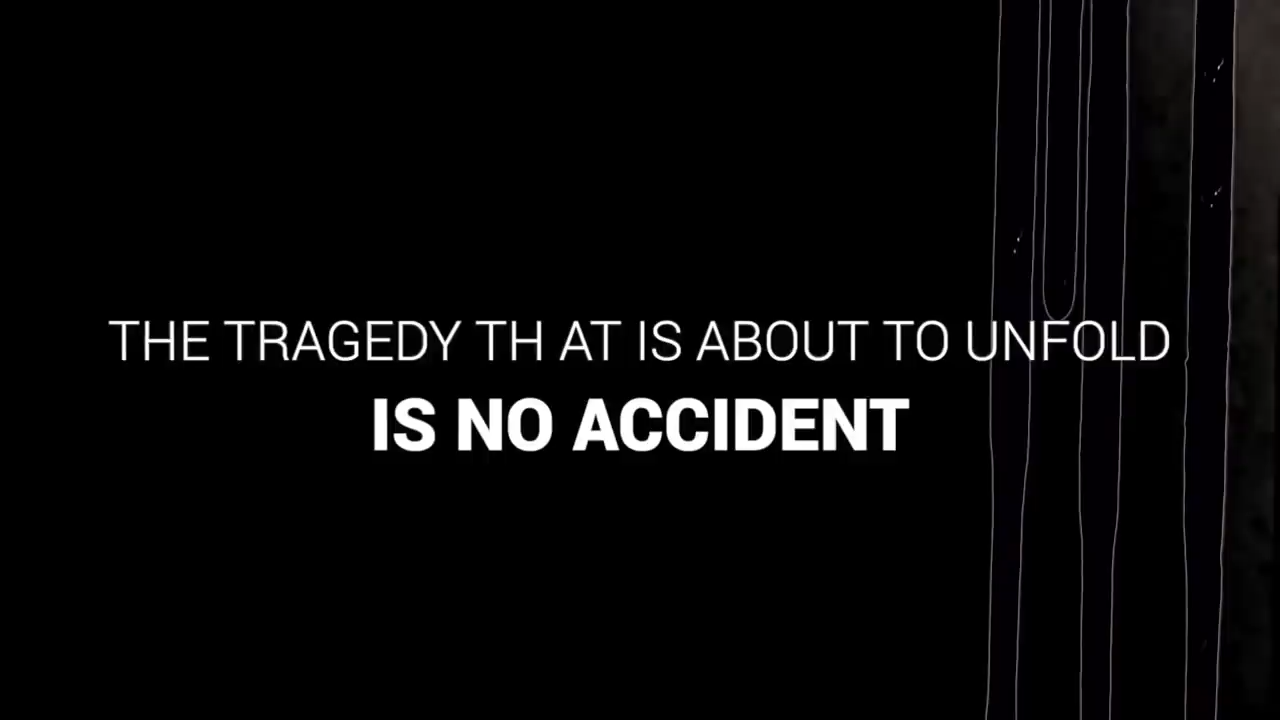 THE TRAGEDY TH AT IS ABOUT TO UNFOLD
IS NO ACCIDENT